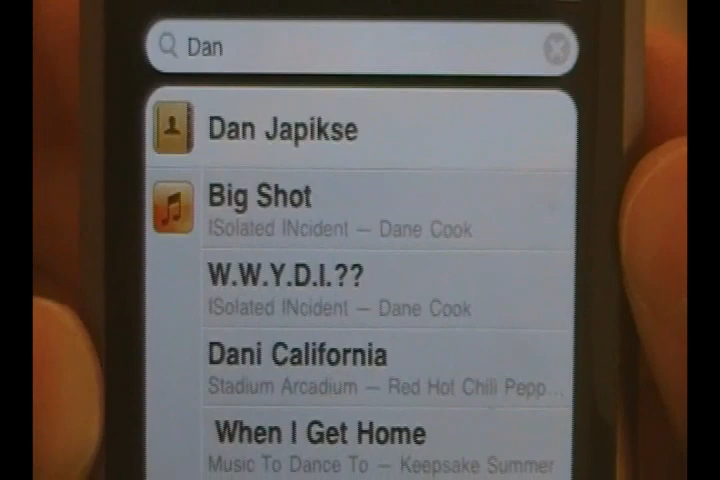 Dan
Dan Japikse
Big Shot
ISolated INcident – Dane Cook
W.W.Y.D.I.??
ISolated INcident – Dane Cook
Dani California
Stadium Arcadium – Red Hot Chili Pepp...
When I Get Home
Music To Dance To – Keepsake Summer